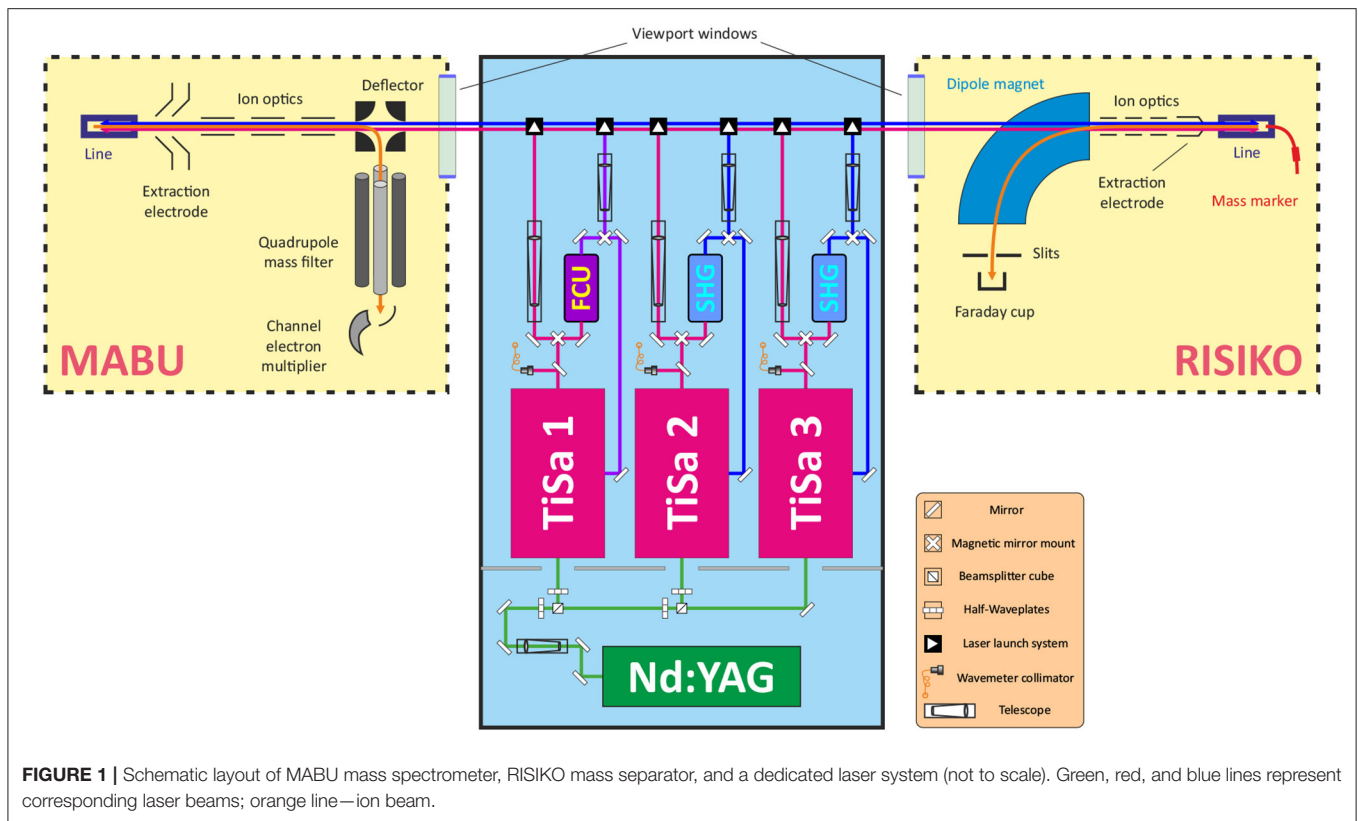 Viewport windows
Deflector
Ion optics
Line
Extraction
electrode
Quadrupole
mass filter
Channel
electron
multiplier
MABU
FCU
SHG
SHG
TiSa 1
TiSa 2
TiSa 3
Nd:YAG
Dipole magnet
Ion optics
Line
Extraction
electrode
Mass marker
Slits
Faraday cup
RISIKO
Mirror
Magnetic mirror mount
Beamsplitter cube
Half-Waveplates
Laser launch system
Wavemeter collimator
Telescope
FIGURE 1 | Schematic layout of MABU mass spectrometer, RISIKO mass separator, and a dedicated laser system (not to scale). Green, red, and blue lines represent
corresponding laser beams; orange line—ion beam.